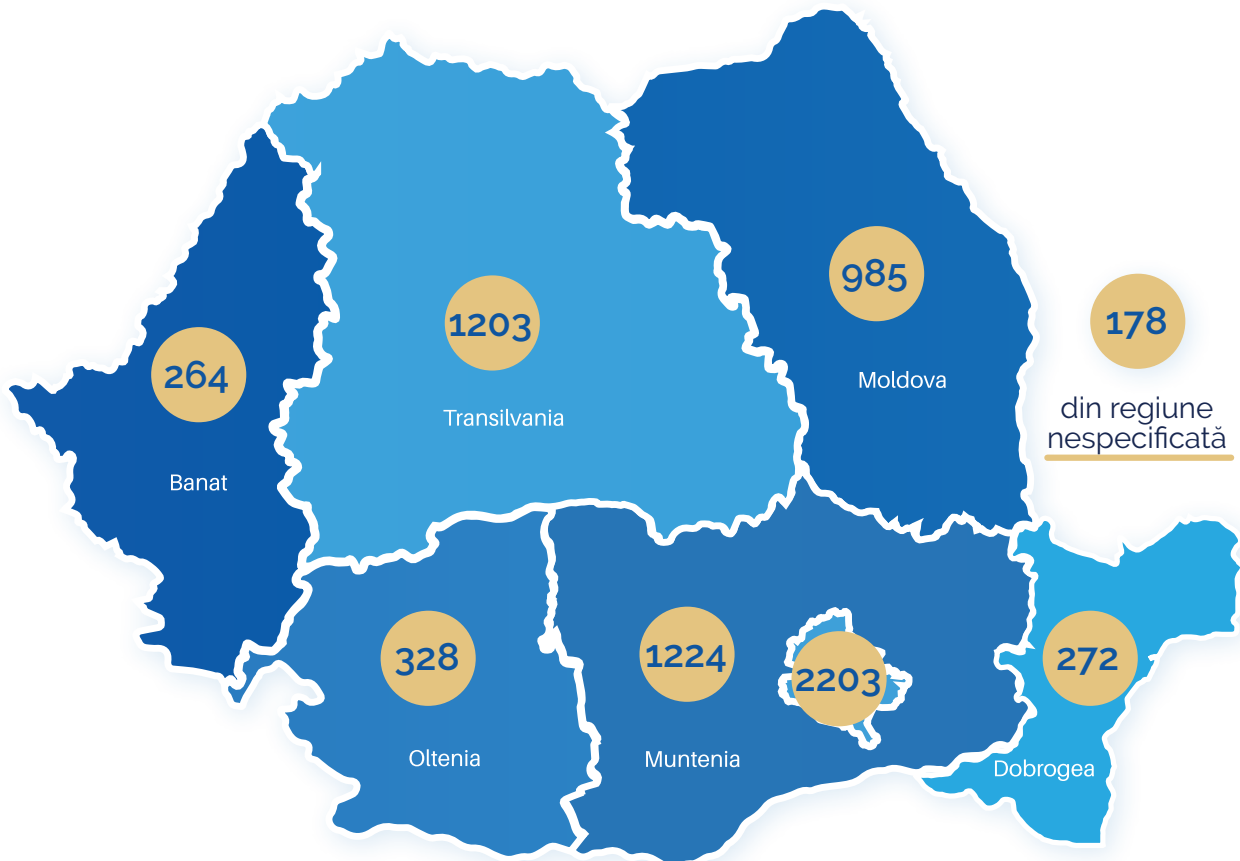 985
Moldova
178
din regiune
nespecificată
1203
Transilvania
264
Banat
328
Oltenia
1224
Muntenia
2203
272
Dobrogea